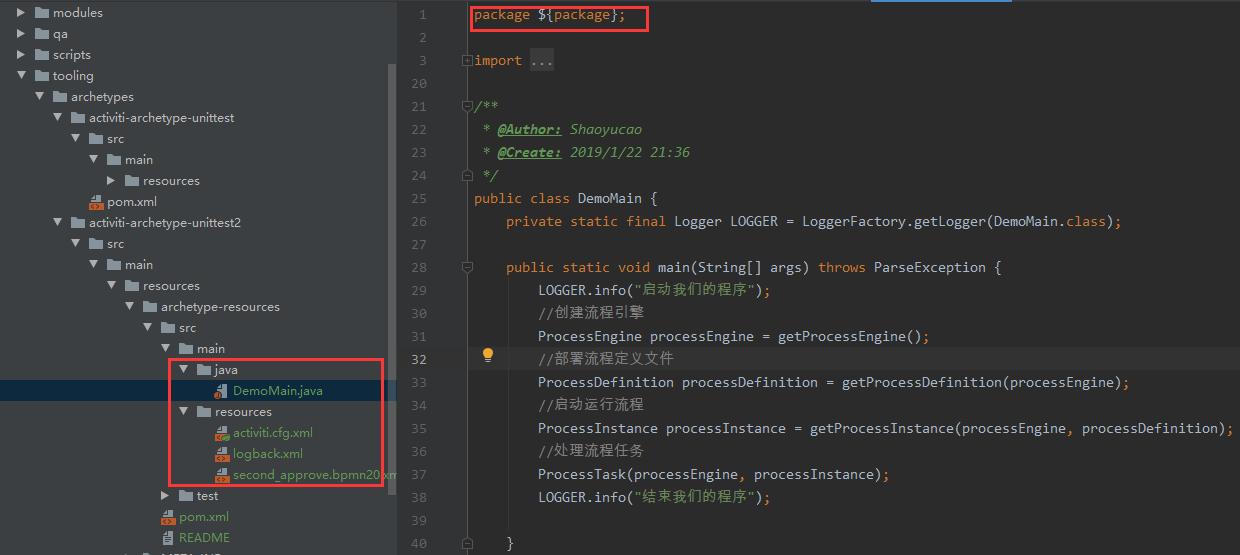 modules
qa
scripts
tooling
archetypes
activiti-archetype-unittest
src
main
resources
pom.xml
activiti-archetype-unittest2
src
main
resources
archetype-resources
src
main
java
DemoMain.java
resources
activiti.cfg.xml
logback.xml
second_approve.bpmn20.xm
test
pom.xml
README
1 package ${package};
2
3 import ...
20
21 /**
22 * @Author: Shaoyucao
23 * @Create: 2019/1/22 21:36
24 */
25 public class DemoMain {
26 private static final Logger LOGGER = LoggerFactory.getLogger(DemoMain.class);
27
28 public static void main(String[] args) throws ParseException {
29 LOGGER.info("启动我们的程序");
30 //创建流程引擎
31 ProcessEngine processEngine = getProcessEngine();
32 //部署流程定义文件
33 ProcessDefinition processDefinition = getProcessDefinition(processEngine);
34 //启动运行流程
35 ProcessInstance processInstance = getProcessInstance(processEngine, processDefinition);
36 //处理流程任务
37 ProcessTask(processEngine, processInstance);
38 LOGGER.info("结束我们的程序");
39
40 }